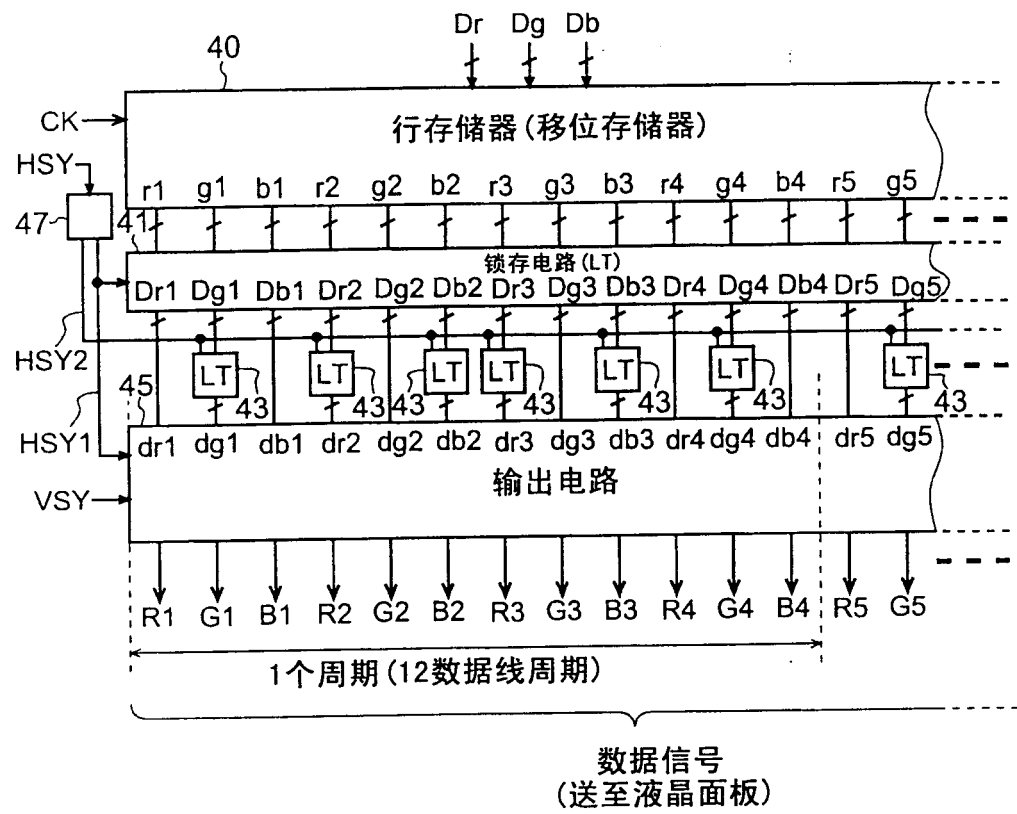 Dr Dg Db
40
CK
行存储器(移位存储器)
HSY
r1 g1 b1 r2 g2 b2 r3 g3 b3 r4 g4 b4 r5 g5
47
41
锁存电路(LT)
Dr1 Dg1 Db1 Dr2 Dg2 Db2 Dr3 Dg3 Db3 Dr4 Dg4 Db4 Dr5 Dg5
HSY2
LT LT LT LT LT LT LT
43 43 43 43 43 43 43
45
HSY1
dr1 dg1 db1 dr2 dg2 db2 dr3 dg3 db3 dr4 dg4 db4 dr5 dg5
输出电路
VSY
R1 G1 B1 R2 G2 B2 R3 G3 B3 R4 G4 B4 R5 G5
1个周期(12数据线周期)
数据信号
(送至液晶面板)